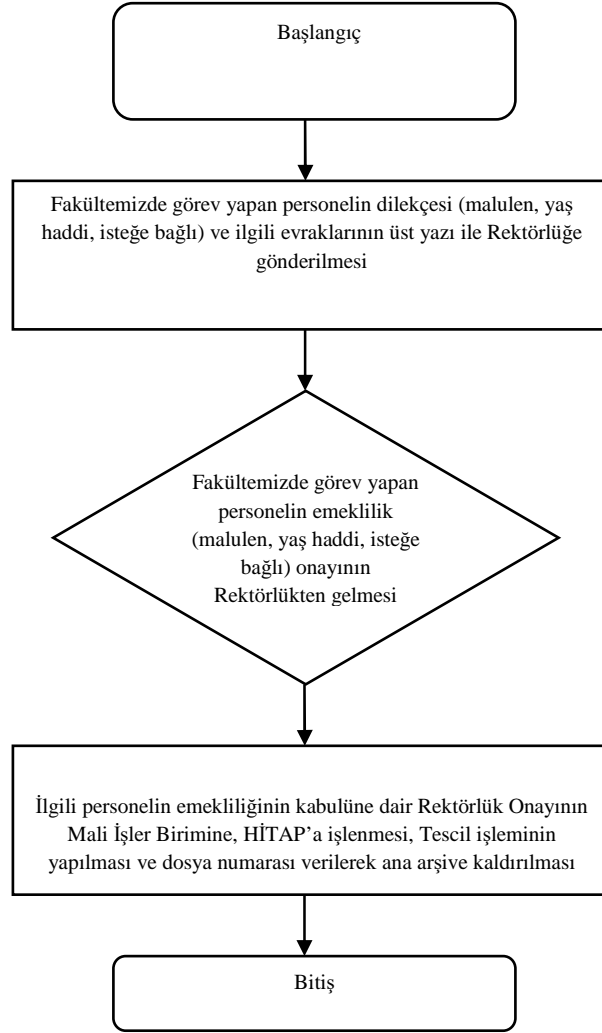 Başlangıç
Fakültemizde görev yapan personelin dilekçesi (malulen, yaş
haddi, isteğe bağlı) ve ilgili evraklarının üst yazı ile Rektörlüğe
gönderilmesi
Fakültemizde görev yapan
personelin emeklilik
(malulen, yaş haddi, isteğe
bağlı) onayının
Rektörlükten gelmesi
İlgili personelin emekliliğinin kabulüne dair Rektörlük Onayının
Mali İşler Birimine, HİTAP’a işlenmesi, Tescil işleminin
yapılması ve dosya numarası verilerek ana arşive kaldırılması
Bitiş